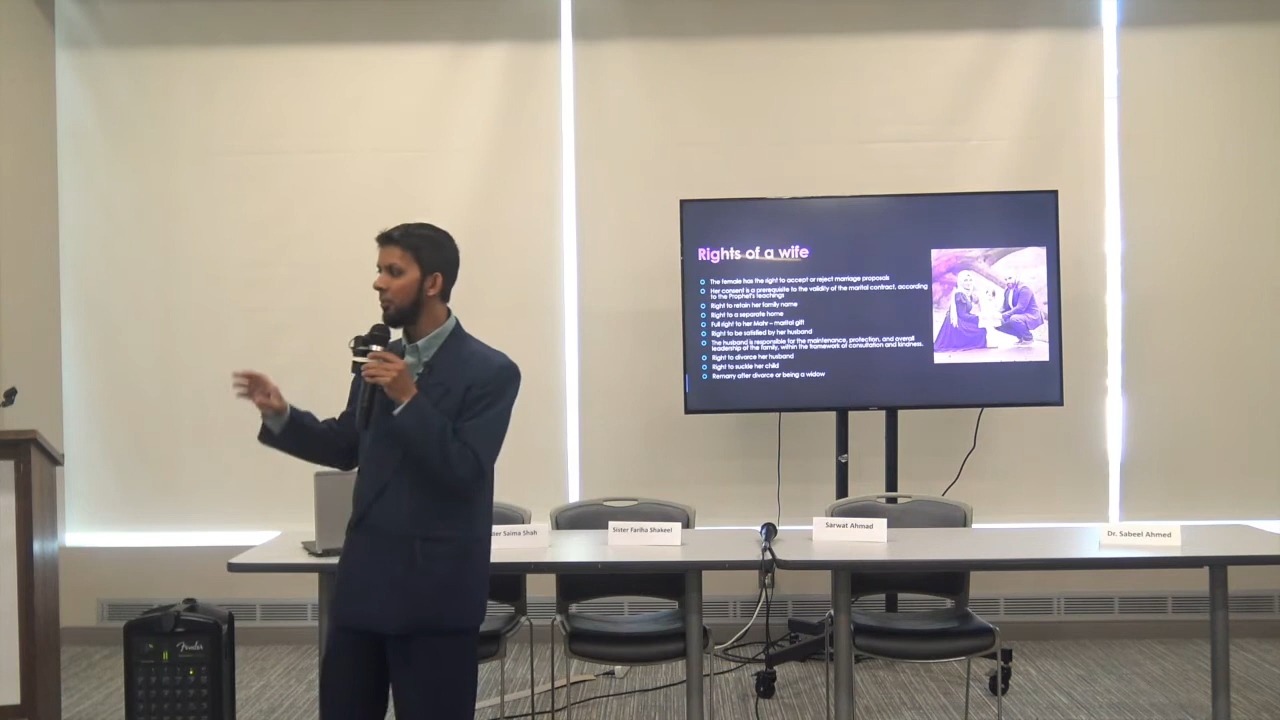 Rights of a wife
The female has the right to accept or reject marriage proposals
Her consent is a prerequisite to the validity of the marital contract, according
to the Prophet's teachings
Right to retain her family name
Right to a separate home
Full right to her Mahr – marital gift
Right to be satisfied by her husband
The husband is responsible for the maintenance, protection, and overall
leadership of the family, within the framework of consultation and kindness.
Right to divorce her husband
Right to suckle her child
Remarry after divorce or being a widow
Saima Shah
Sister Fariha Shakeel
Sarwat Ahmad
Dr. Sabeel Ahmed
Fender